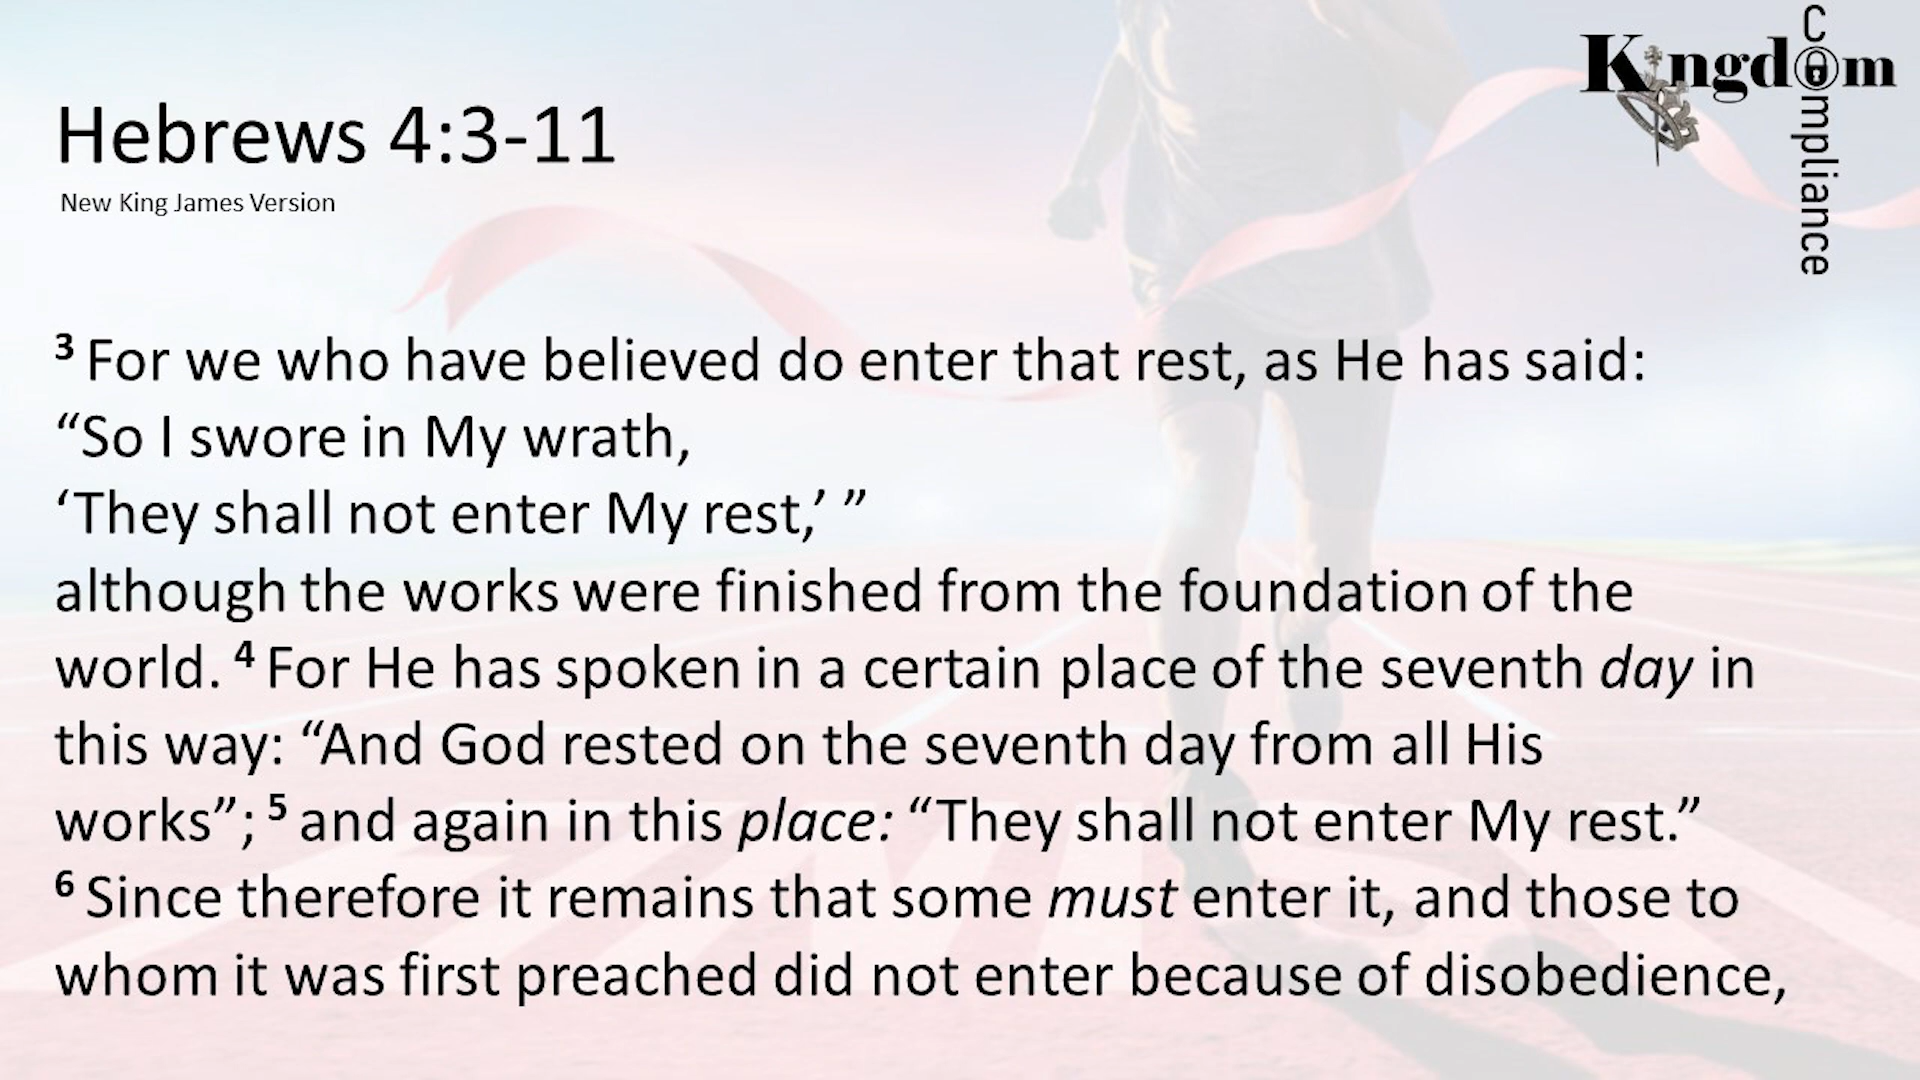 Kingdom
Compliance
Hebrews 4:3-11
New King James Version
3 For we who have believed do enter that rest, as He has said:
“So I swore in My wrath,
‘They shall not enter My rest,’ ”
although the works were finished from the foundation of the
world. 4 For He has spoken in a certain place of the seventh day in
this way: “And God rested on the seventh day from all His
works”; 5 and again in this place: “They shall not enter My rest.”
6 Since therefore it remains that some must enter it, and those to
whom it was first preached did not enter because of disobedience,